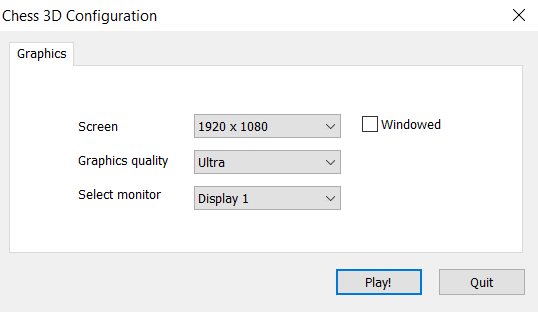 Chess 3D Configuration
Graphics
Screen 1920 x 1080 Windowed
Graphics quality Ultra
Select monitor Display 1
Play! Quit